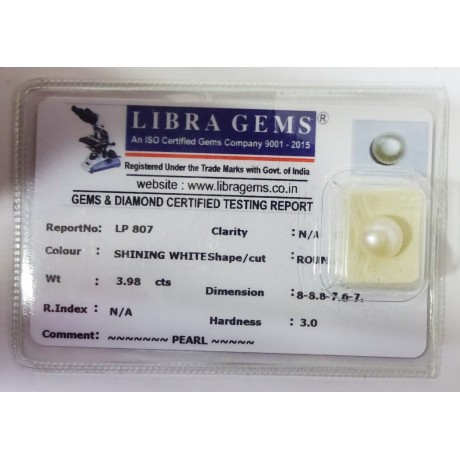 LIBRA GEMS ®
An ISO Certified Gems Company 9001 - 2015
Registered Under the Trade Marks with Govt. of India
website : www.libragems.co.in
GEMS & DIAMOND CERTIFIED TESTING REPORT
ReportNo: LP 807 Clarity : N/A
Colour : SHINING WHITE Shape/cut : ROUN
Wt : 3.98 cts Dimension : 8-8.8-7.6-7.
R.Index : N/A Hardness : 3.0
Comment: ~~~~~~~ PEARL ~~~~~